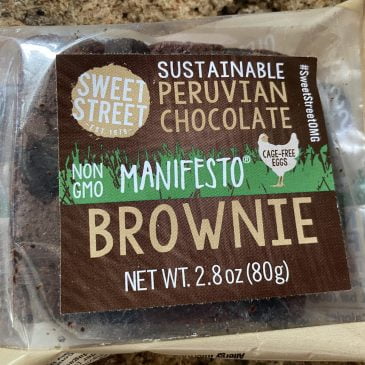 SWEET
STREET
EST. 1979
SUSTAINABLE
PERUVIAN
CHOCOLATE
#SweetStreetOMG
NON
GMO
MANIFESTO®
CAGE-FREE
EGGS
BROWNIE
NET WT. 2.8 oz (80g)